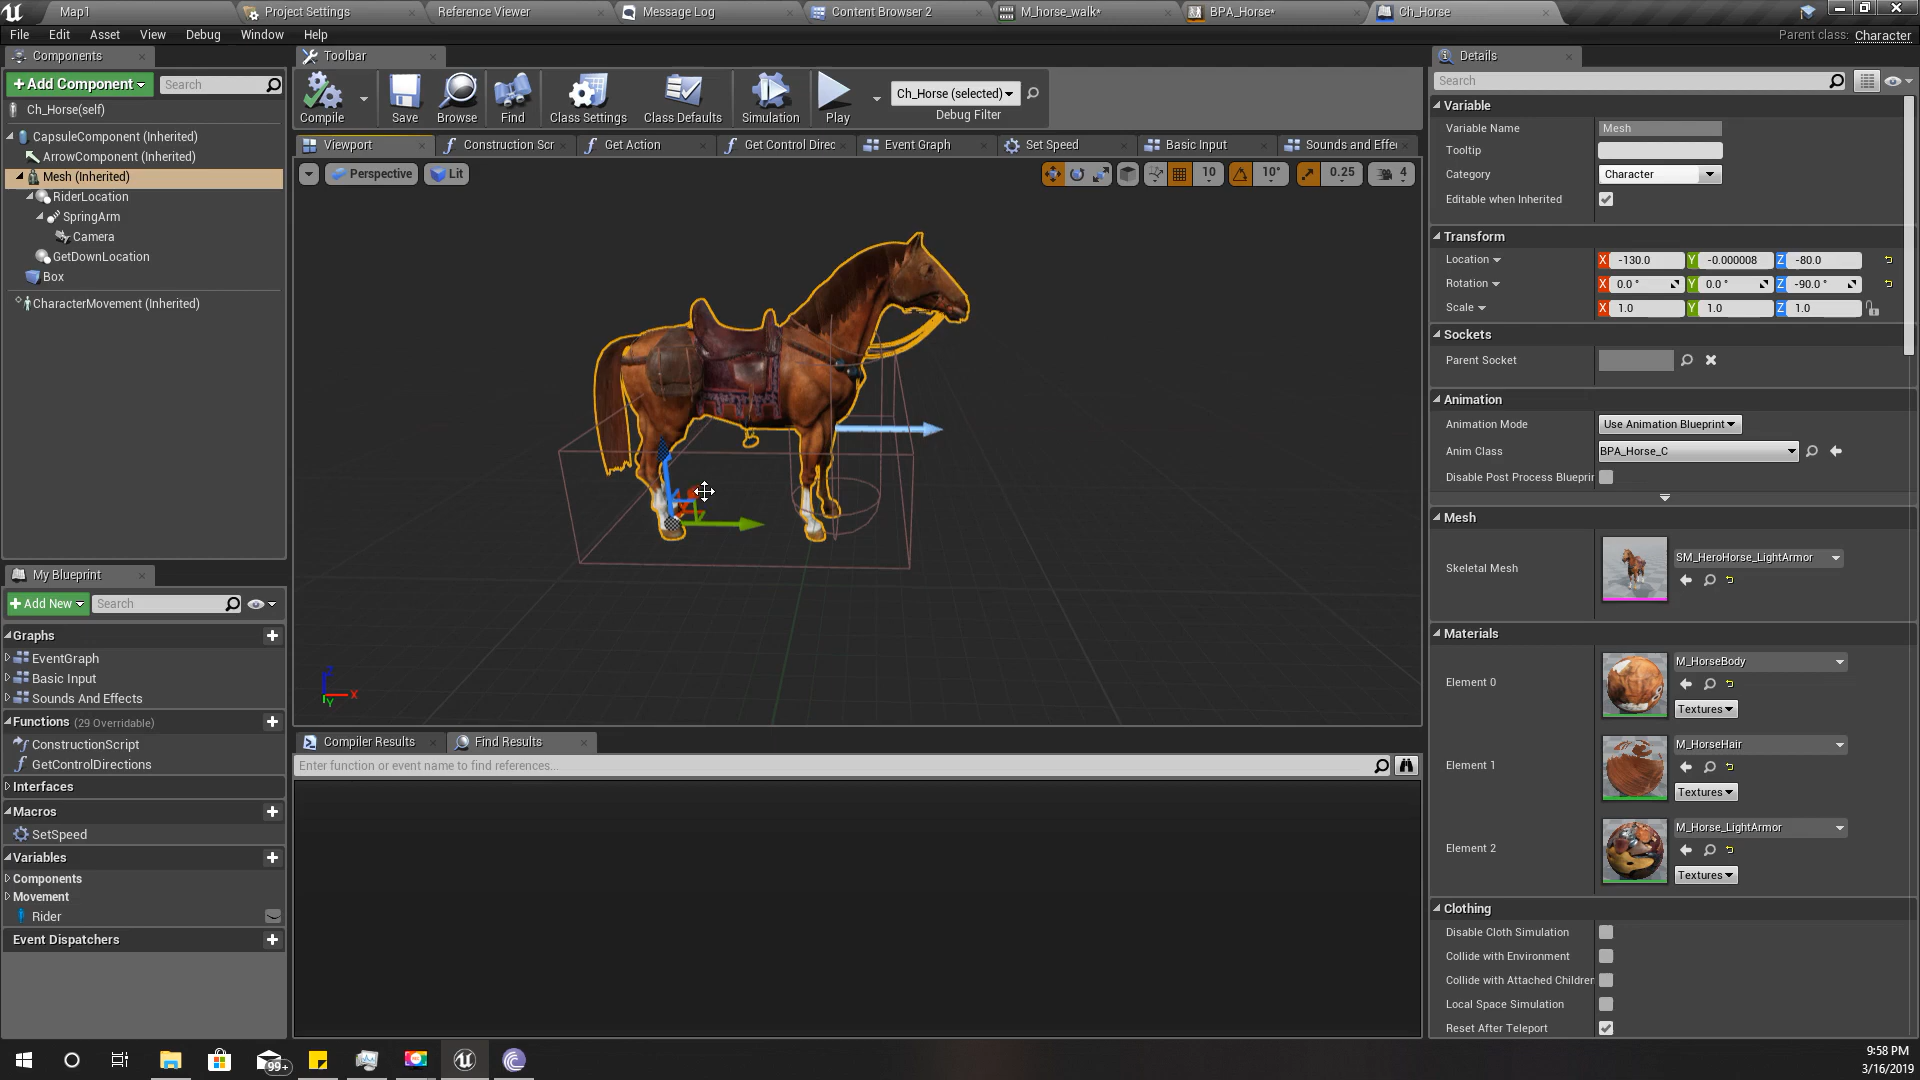 Map1
Project Settings
Reference Viewer
Message Log
Content Browser 2
M_horse_walk*
BPA_Horse*
Ch_Horse
File Edit Asset View Debug Window Help
Parent class: Character
Components
+ Add Component
Search
Ch_Horse(self)
CapsuleComponent (Inherited)
ArrowComponent (Inherited)
Mesh (Inherited)
RiderLocation
SpringArm
Camera
GetDownLocation
Box
CharacterMovement (Inherited)
My Blueprint
+ Add New
Search
Graphs
EventGraph
Basic Input
Sounds And Effects
Functions (29 Overridable)
ConstructionScript
GetControlDirections
Interfaces
Macros
SetSpeed
Variables
Components
Movement
Rider
Event Dispatchers
Toolbar
Compile
Save
Browse
Find
Class Settings
Class Defaults
Simulation
Play
Ch_Horse (selected)
Debug Filter
Viewport
Construction Scr
Get Action
Get Control Direc
Event Graph
Set Speed
Basic Input
Sounds and Effe
Perspective
Lit
10
10°
0.25
4
Z
X
Y
Compiler Results
Find Results
Enter function or event name to find references...
Details
Search
Variable
Variable Name Mesh
Tooltip
Category Character
Editable when Inherited
Transform
Location X -130.0 Y -0.000008 Z -80.0
Rotation X 0.0 ° Y 0.0 ° Z -90.0 °
Scale X 1.0 Y 1.0 Z 1.0
Sockets
Parent Socket
Animation
Animation Mode Use Animation Blueprint
Anim Class BPA_Horse_C
Disable Post Process Blueprin
Mesh
Skeletal Mesh SM_HeroHorse_LightArmor
Materials
Element 0 M_HorseBody
Textures
Element 1 M_HorseHair
Textures
Element 2 M_Horse_LightArmor
Textures
Clothing
Disable Cloth Simulation
Collide with Environment
Collide with Attached Children
Local Space Simulation
Reset After Teleport
99+
9:58 PM
3/16/2019